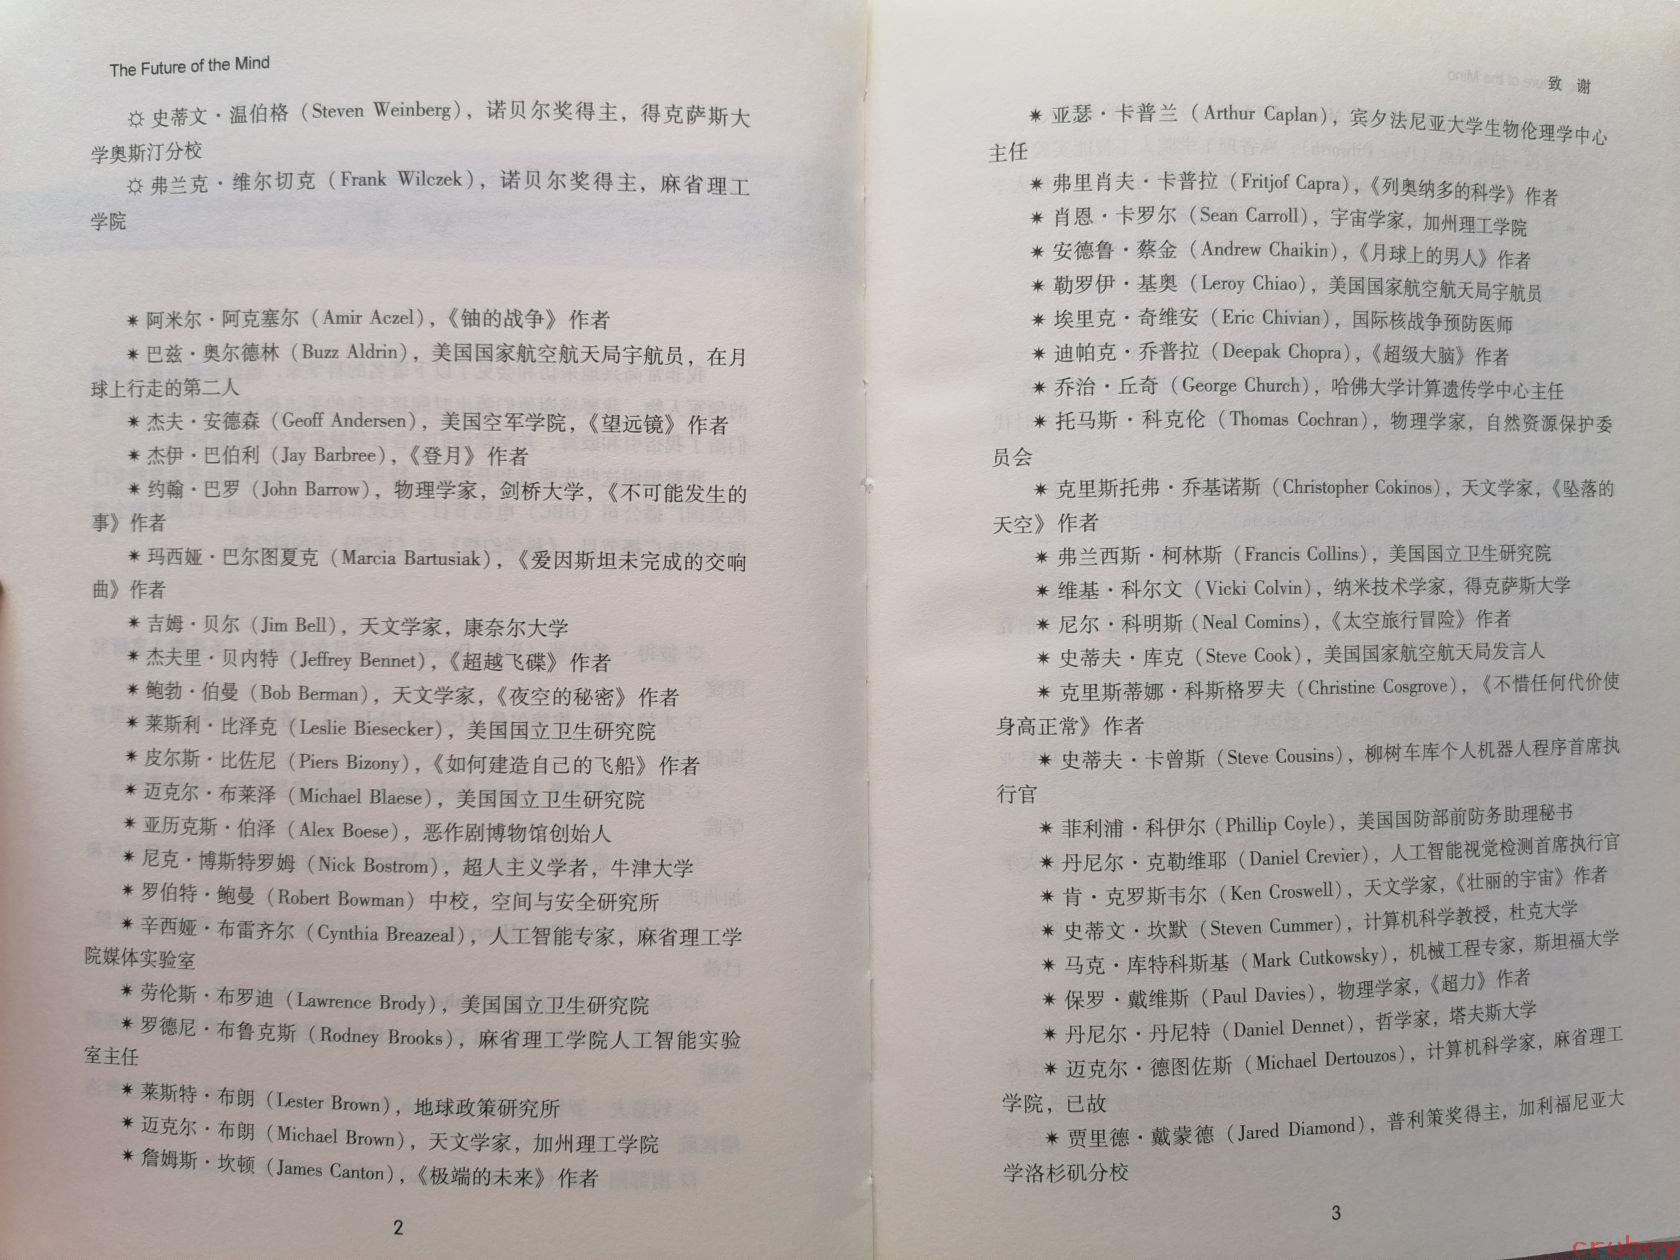 The Future of the Mind
☼ 史蒂文·温伯格（Steven Weinberg），诺贝尔奖得主，得克萨斯大
学奥斯汀分校
☼ 弗兰克·维尔切克（Frank Wilczek），诺贝尔奖得主，麻省理工
学院
✷ 阿米尔·阿克塞尔（Amir Aczel），《铀的战争》作者
✷ 巴兹·奥尔德林（Buzz Aldrin），美国国家航空航天局宇航员，在月
球上行走的第二人
✷ 杰夫·安德森（Geoff Andersen），美国空军学院，《望远镜》作者
✷ 杰伊·巴伯利（Jay Barbree），《登月》作者
✷ 约翰·巴罗（John Barrow），物理学家，剑桥大学，《不可能发生的
事》作者
✷ 玛西娅·巴尔图夏克（Marcia Bartusiak），《爱因斯坦未完成的交响
曲》作者
✷ 吉姆·贝尔（Jim Bell），天文学家，康奈尔大学
✷ 杰夫里·贝内特（Jeffrey Bennet），《超越飞碟》作者
✷ 鲍勃·伯曼（Bob Berman），天文学家，《夜空的秘密》作者
✷ 莱斯利·比泽克（Leslie Biesecker），美国国立卫生研究院
✷ 皮尔斯·比佐尼（Piers Bizony），《如何建造自己的飞船》作者
✷ 迈克尔·布莱泽（Michael Blaese），美国国立卫生研究院
✷ 亚历克斯·伯泽（Alex Boese），恶作剧博物馆创始人
✷ 尼克·博斯特罗姆（Nick Bostrom），超人主义学者，牛津大学
✷ 罗伯特·鲍曼（Robert Bowman）中校，空间与安全研究所
✷ 辛西娅·布雷齐尔（Cynthia Breazeal），人工智能专家，麻省理工学
院媒体实验室
✷ 劳伦斯·布罗迪（Lawrence Brody），美国国立卫生研究院
✷ 罗德尼·布鲁克斯（Rodney Brooks），麻省理工学院人工智能实验
室主任
✷ 莱斯特·布朗（Lester Brown），地球政策研究所
✷ 迈克尔·布朗（Michael Brown），天文学家，加州理工学院
✷ 詹姆斯·坎顿（James Canton），《极端的未来》作者
2
致 谢
✷ 亚瑟·卡普兰（Arthur Caplan），宾夕法尼亚大学生物伦理学中心
主任
✷ 弗里肖夫·卡普拉（Fritjof Capra），《列奥纳多的科学》作者
✷ 肖恩·卡罗尔（Sean Carroll），宇宙学家，加州理工学院
✷ 安德鲁·蔡金（Andrew Chaikin），《月球上的男人》作者
✷ 勒罗伊·基奥（Leroy Chiao），美国国家航空航天局宇航员
✷ 埃里克·奇维安（Eric Chivian），国际核战争预防医师
✷ 迪帕克·乔普拉（Deepak Chopra），《超级大脑》作者
✷ 乔治·丘奇（George Church），哈佛大学计算遗传学中心主任
✷ 托马斯·科克伦（Thomas Cochran），物理学家，自然资源保护委
员会
✷ 克里斯托弗·乔基诺斯（Christopher Cokinos），天文学家，《坠落的
天空》作者
✷ 弗兰西斯·柯林斯（Francis Collins），美国国立卫生研究院
✷ 维基·科尔文（Vicki Colvin），纳米技术学家，得克萨斯大学
✷ 尼尔·科明斯（Neal Comins），《太空旅行冒险》作者
✷ 史蒂夫·库克（Steve Cook），美国国家航空航天局发言人
✷ 克里斯蒂娜·科斯格罗夫（Christine Cosgrove），《不惜任何代价使
身高正常》作者
✷ 史蒂夫·卡曾斯（Steve Cousins），柳树车库个人机器人程序首席执
行官
✷ 菲利浦·科伊尔（Phillip Coyle），美国国防部前防务助理秘书
✷ 丹尼尔·克勒维耶（Daniel Crevier），人工智能视觉检测首席执行官
✷ 肯·克罗斯韦尔（Ken Croswell），天文学家，《壮丽的宇宙》作者
✷ 史蒂文·坎默（Steven Cummer），计算机科学教授，杜克大学
✷ 马克·库特科斯基（Mark Cutkowsky），机械工程专家，斯坦福大学
✷ 保罗·戴维斯（Paul Davies），物理学家，《超力》作者
✷ 丹尼尔·丹尼特（Daniel Dennet），哲学家，塔夫斯大学
✷ 迈克尔·德图佐斯（Michael Dertouzos），计算机科学家，麻省理工
学院，已故
✷ 贾里德·戴蒙德（Jared Diamond），普利策奖得主，加利福尼亚大
学洛杉矶分校
3
cruboy